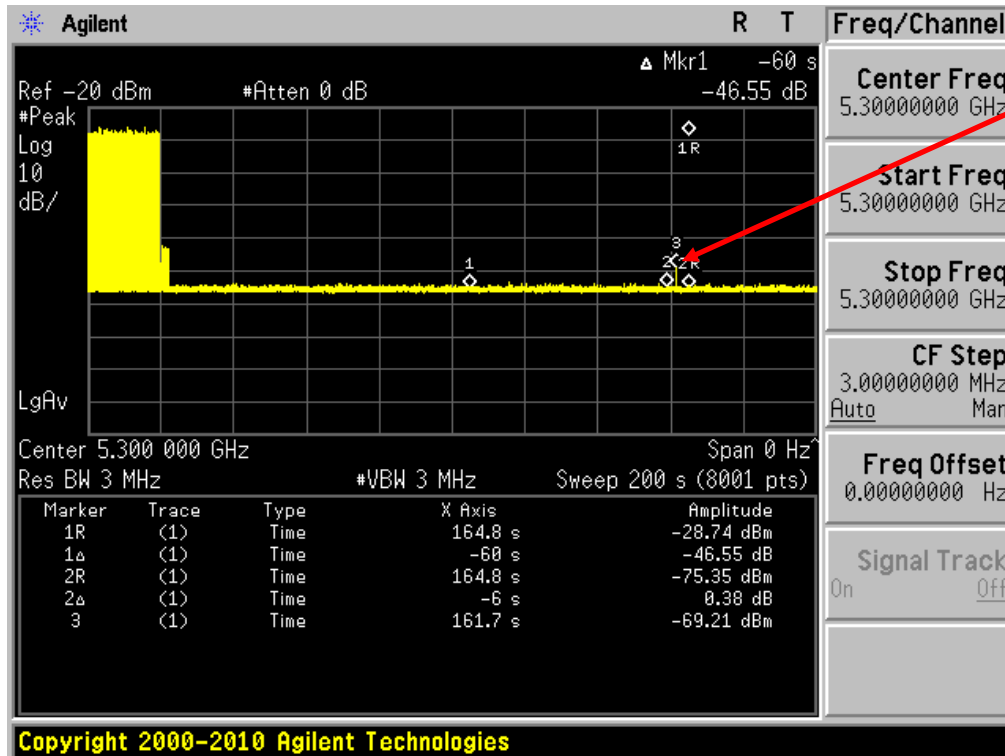 Agilent R T
Freq/Channel
Δ Mkr1 -60 s
Ref -20 dBm #Atten 0 dB -46.55 dB
#Peak
Log
10
dB/
1R
3
1 2 2R
LgAv
Center 5.300 000 GHz Span 0 Hz^
Res BW 3 MHz #VBW 3 MHz Sweep 200 s (8001 pts)
Marker Trace Type X Axis Amplitude
1R (1) Time 164.8 s -28.74 dBm
1Δ (1) Time -60 s -46.55 dB
2R (1) Time 164.8 s -75.35 dBm
2Δ (1) Time -6 s 0.38 dB
3 (1) Time 161.7 s -69.21 dBm
Center Freq
5.30000000 GHz
Start Freq
5.30000000 GHz
Stop Freq
5.30000000 GHz
CF Step
3.00000000 MHz
Auto Man
Freq Offset
0.00000000 Hz
Signal Track
On Off
Copyright 2000-2010 Agilent Technologies